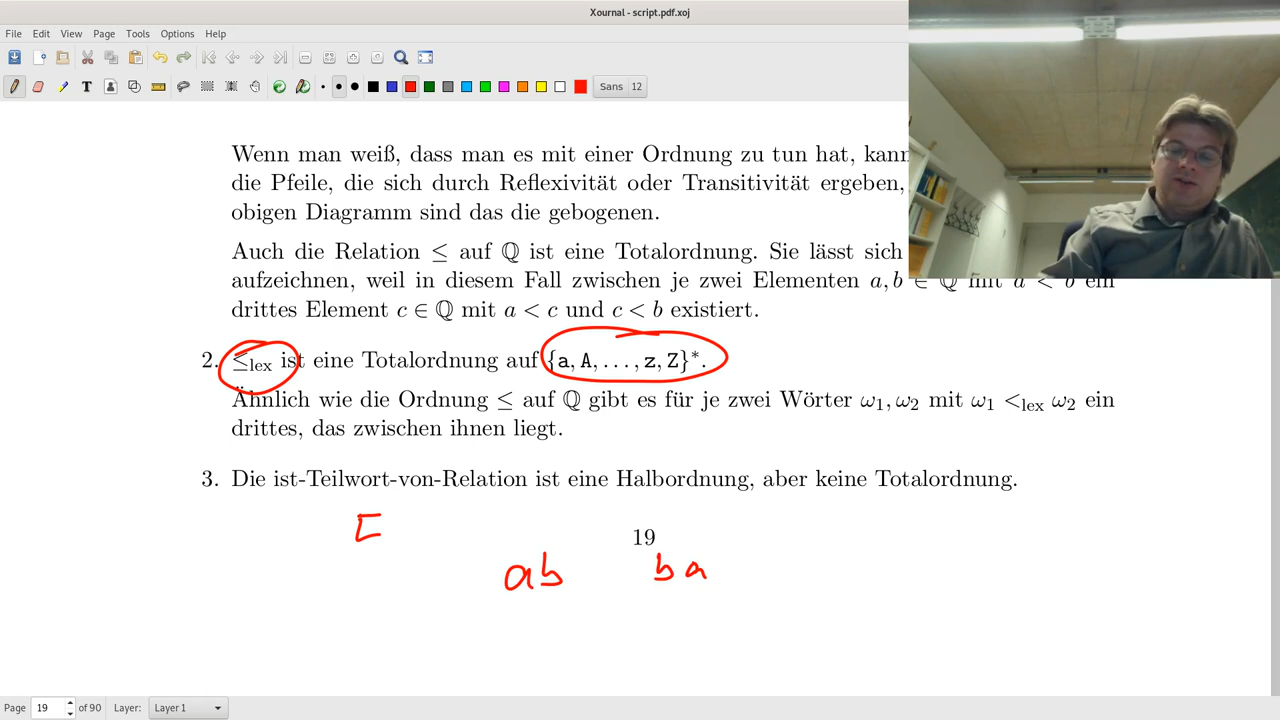 Xournal - script.pdf.xoj
File Edit View Page Tools Options Help
T Sans 12
Wenn man weiß, dass man es mit einer Ordnung zu tun hat, kann
die Pfeile, die sich durch Reflexivität oder Transitivität ergeben,
obigen Diagramm sind das die gebogenen.
Auch die Relation ≤ auf ℚ ist eine Totalordnung. Sie lässt sich
aufzeichnen, weil in diesem Fall zwischen je zwei Elementen a, b ∈ ℚ mit a < b ein
drittes Element c ∈ ℚ mit a < c und c < b existiert.
2. ≤lex ist eine Totalordnung auf {a, A, . . . , z, Z}*.
Ähnlich wie die Ordnung ≤ auf ℚ gibt es für je zwei Wörter ω₁, ω₂ mit ω₁ <lex ω₂ ein
drittes, das zwischen ihnen liegt.
3. Die ist-Teilwort-von-Relation ist eine Halbordnung, aber keine Totalordnung.
19
ab ba
Page 19 of 90 Layer: Layer 1